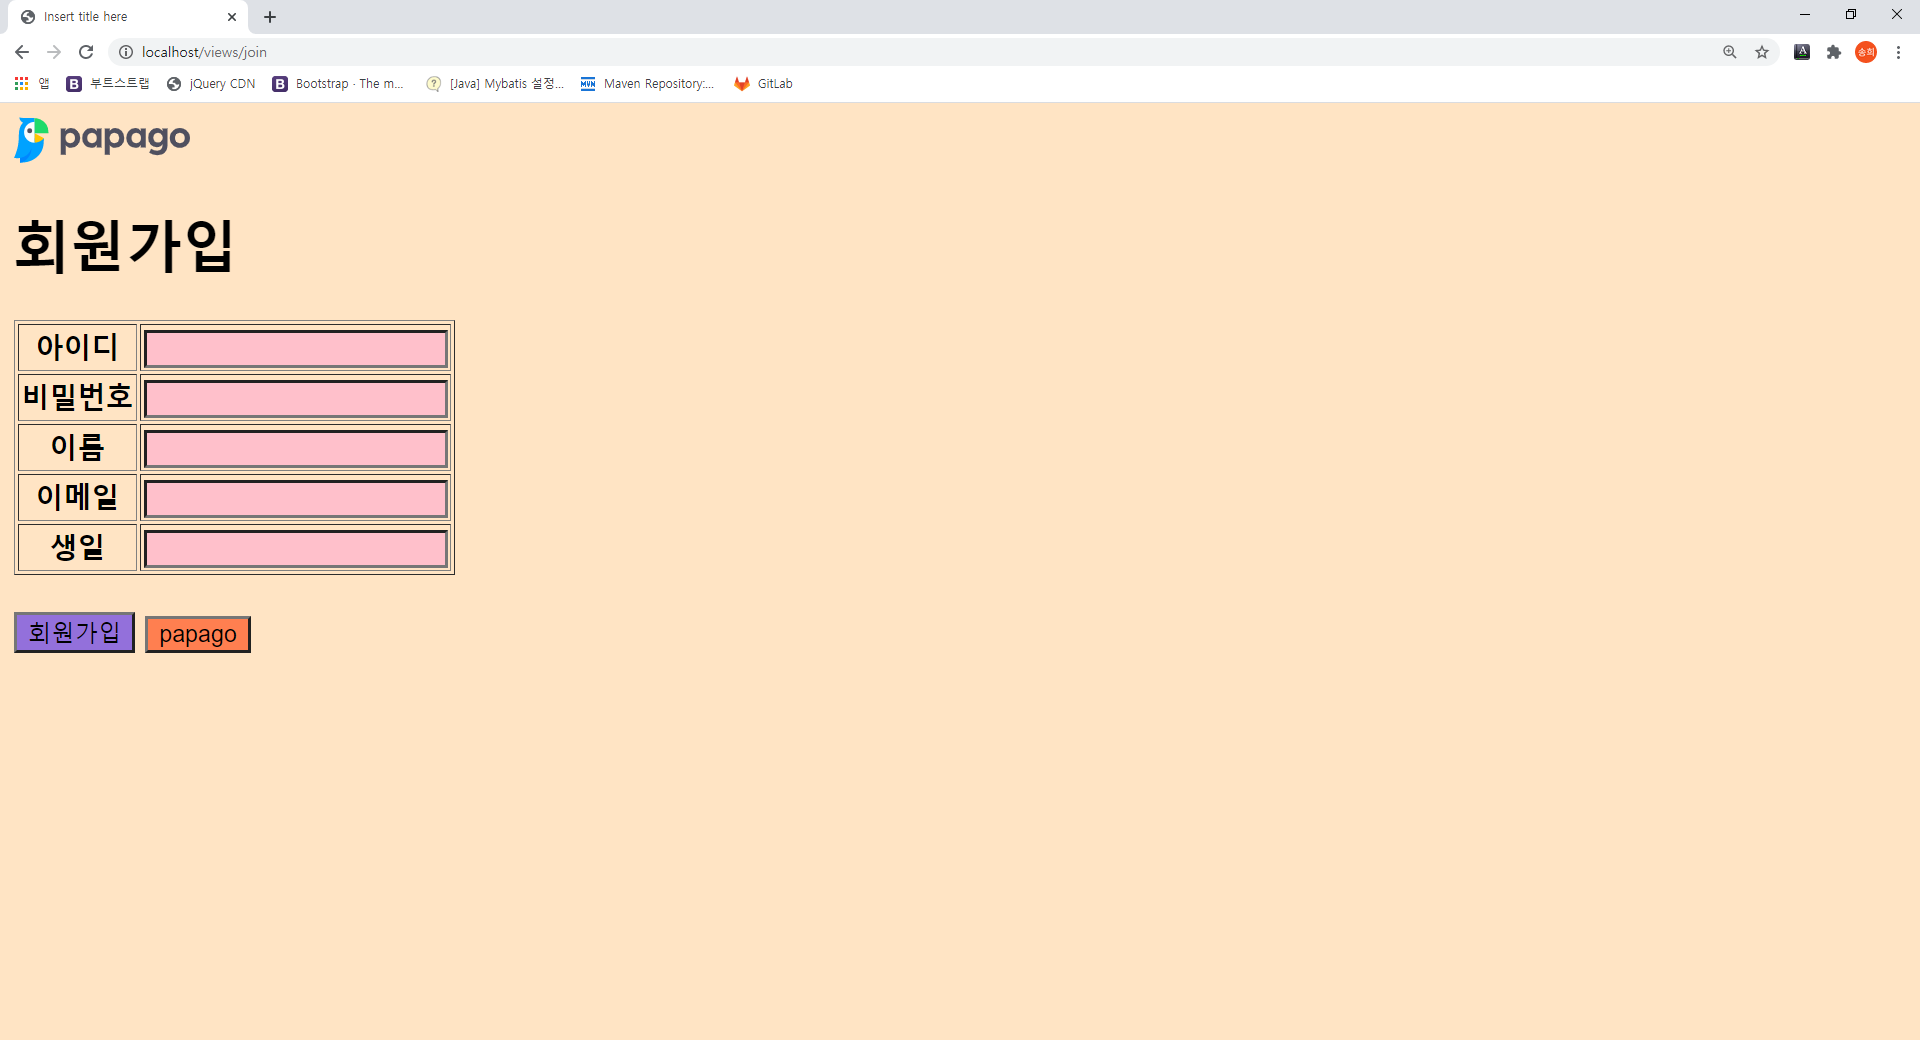 Insert title here
localhost/views/join
앱 부트스트랩 jQuery CDN Bootstrap · The m... [Java] Mybatis 설정... Maven Repository:... GitLab
papago
회원가입
아이디
비밀번호
이름
이메일
생일
회원가입 papago